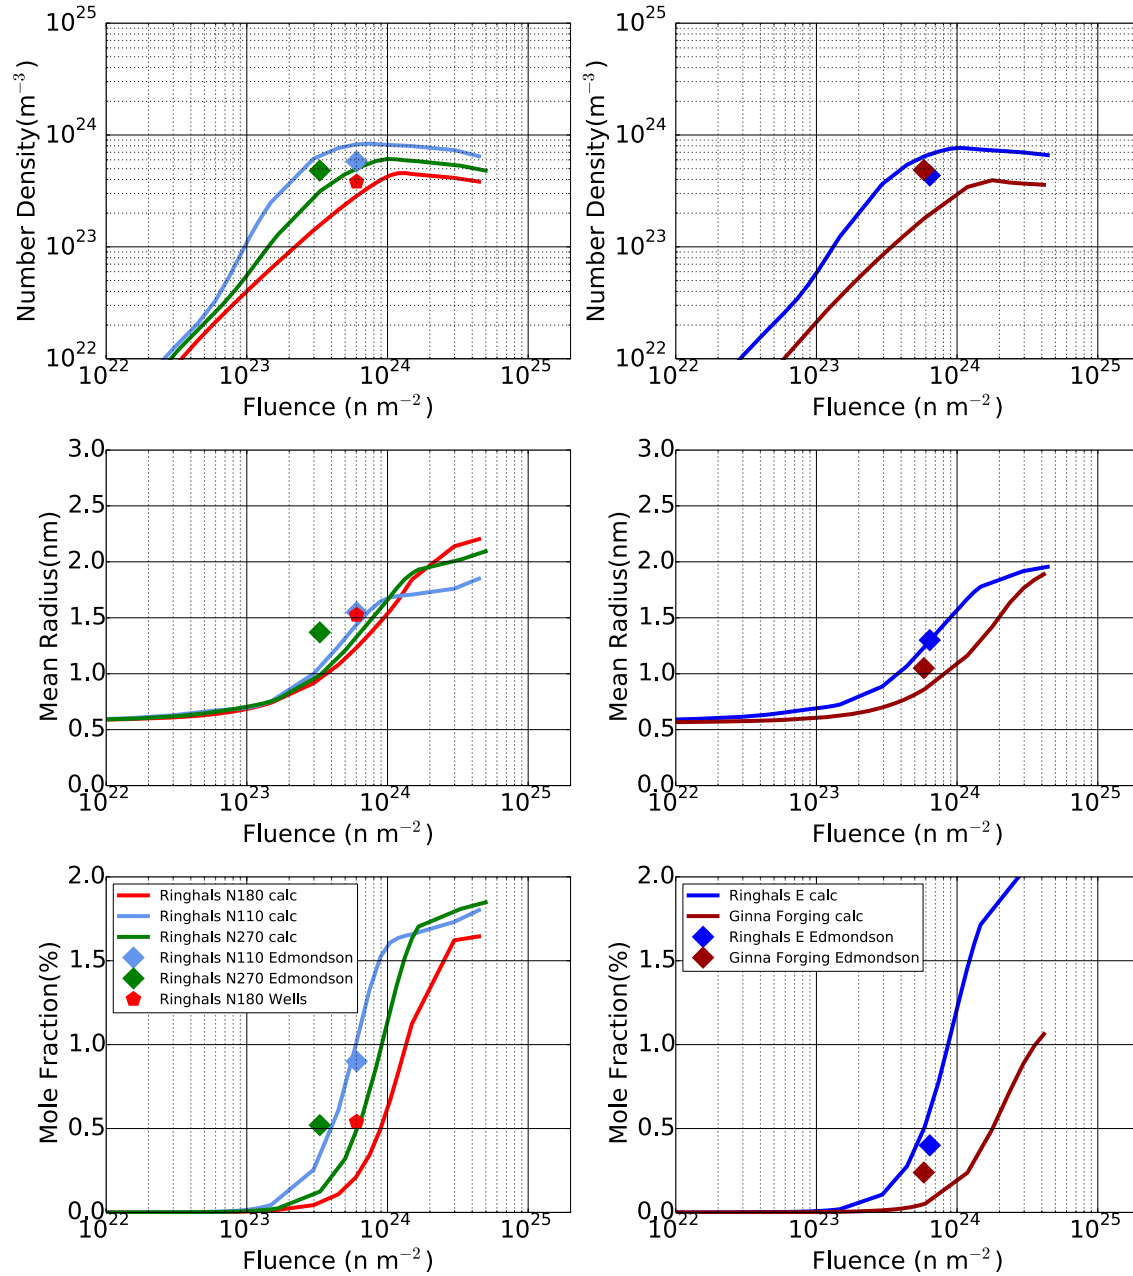 10^25
10^24
10^23
10^22
Number Density(m^−3)
10^22 10^23 10^24 10^25
Fluence (n m^−2)
10^25
10^24
10^23
10^22
Number Density(m^−3)
10^22 10^23 10^24 10^25
Fluence (n m^−2)
3.0
2.5
2.0
1.5
1.0
0.5
0.0
Mean Radius(nm)
10^22 10^23 10^24 10^25
Fluence (n m^−2)
3.0
2.5
2.0
1.5
1.0
0.5
0.0
Mean Radius(nm)
10^22 10^23 10^24 10^25
Fluence (n m^−2)
2.0
1.5
1.0
0.5
0.0
Mole Fraction(%)
Ringhals N180 calc
Ringhals N110 calc
Ringhals N270 calc
Ringhals N110 Edmondson
Ringhals N270 Edmondson
Ringhals N180 Wells
10^22 10^23 10^24 10^25
Fluence (n m^−2)
2.0
1.5
1.0
0.5
0.0
Mole Fraction(%)
Ringhals E calc
Ginna Forging calc
Ringhals E Edmondson
Ginna Forging Edmondson
10^22 10^23 10^24 10^25
Fluence (n m^−2)